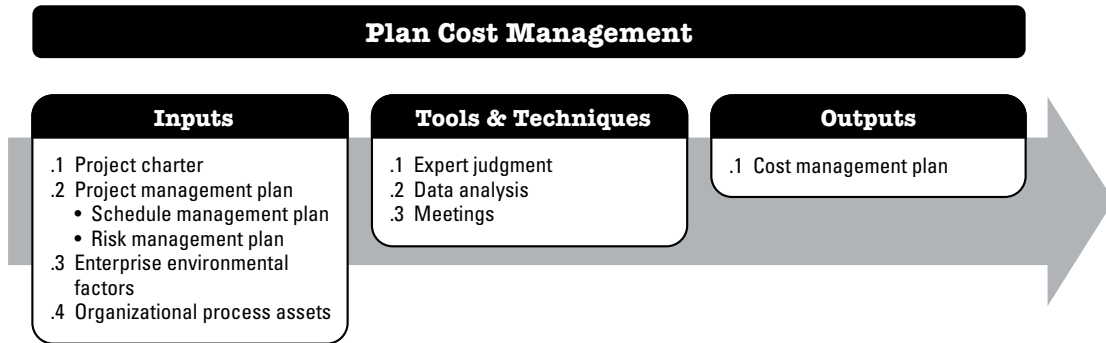 Plan Cost Management
Inputs
.1 Project charter
.2 Project management plan
• Schedule management plan
• Risk management plan
.3 Enterprise environmental
factors
.4 Organizational process assets
Tools & Techniques
.1 Expert judgment
.2 Data analysis
.3 Meetings
Outputs
.1 Cost management plan